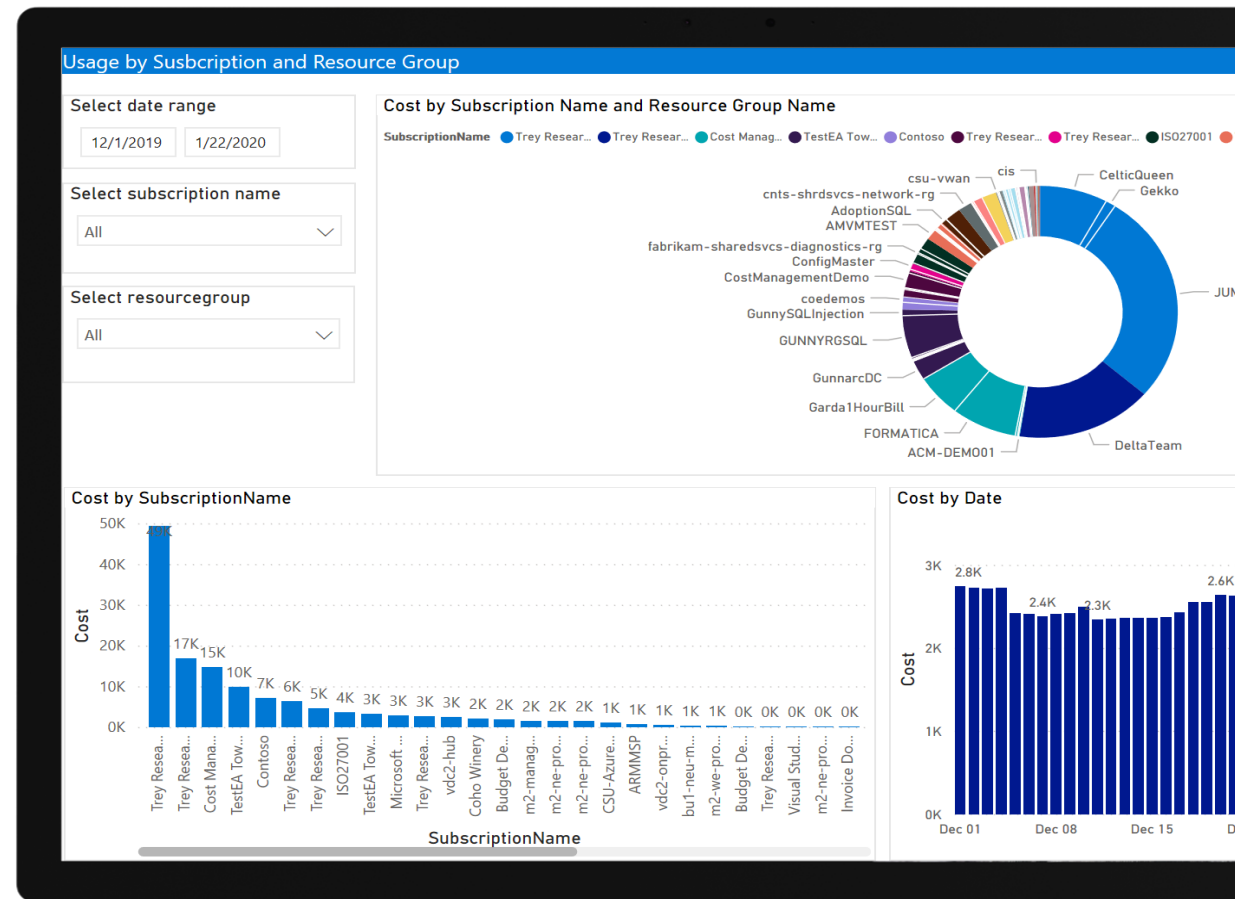 Usage by Susbcription and Resource Group
Select date range
12/1/2019 1/22/2020
Select subscription name
All
Select resourcegroup
All
Cost by Subscription Name and Resource Group Name
SubscriptionName Trey Resear... Trey Resear... Cost Manag... TestEA Tow... Contoso Trey Resear... Trey Resear... ISO27001
cis
csu-vwan
CelticQueen
cnts-shrdsvcs-network-rg
Gekko
AdoptionSQL
AMVMTEST
fabrikam-sharedsvcs-diagnostics-rg
ConfigMaster
CostManagementDemo
JUM
coedemos
GunnySQLInjection
GUNNYRGSQL
GunnarcDC
Garda1HourBill
FORMATICA
DeltaTeam
ACM-DEMO01
Cost by SubscriptionName
Cost
50K
40K
30K
20K
10K
0K
49K 17K 15K 10K 7K 6K 5K 4K 3K 3K 3K 3K 2K 2K 2K 2K 2K 1K 1K 1K 1K 1K 0K 0K 0K 0K 0K
Trey Resea...
Trey Resea...
Cost Mana...
TestEA Tow...
Contoso
Trey Resea...
Trey Resea...
ISO27001
TestEA Tow...
Microsoft ...
Trey Resea...
vdc2-hub
Coho Winery
Budget De...
m2-manag...
m2-ne-pro...
m2-ne-pro...
CSU-Azure...
ARMMSP
vdc2-onpr...
bu1-neu-m...
m2-we-pro...
Budget De...
Trey Resea...
Visual Stud...
m2-ne-pro...
Invoice Do...
SubscriptionName
Cost by Date
Cost
3K
2K
1K
0K
2.8K 2.4K 2.3K 2.6K
Dec 01 Dec 08 Dec 15 D